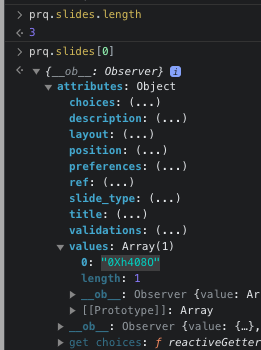 > prq.slides.length
< 3
> prq.slides[0]
< ▼ {__ob__: Observer} i
▼ attributes: Object
choices: (...)
description: (...)
layout: (...)
position: (...)
preferences: (...)
ref: (...)
slide_type: (...)
title: (...)
validations: (...)
▼ values: Array(1)
0: "0Xh408O"
length: 1
▶ __ob__: Observer {value: Ar
▶ [[Prototype]]: Array
▶ __ob__: Observer {value: {…},
▶ get choices: ƒ reactiveGetter